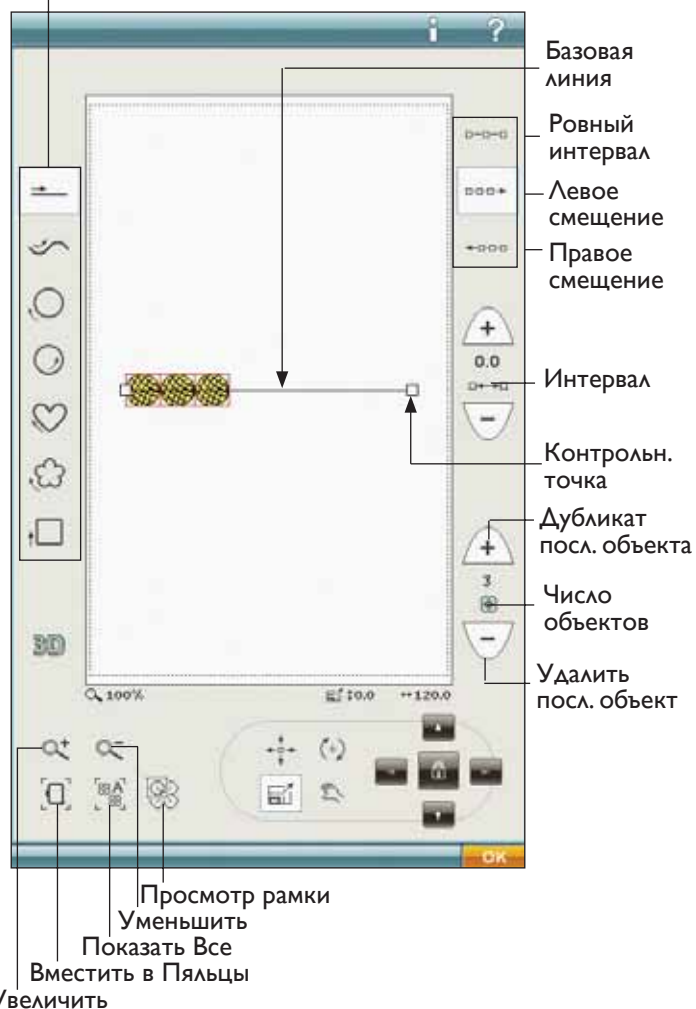 i ?
Базовая
линия
Ровный
интервал
Левое
смещение
Правое
смещение
+
0.0
Интервал
−
Контрольн.
точка
Дубликат
посл. объекта
+
3
Число
объектов
−
Удалить
посл. объект
3D
100% 0.0 120.0
OK
Просмотр рамки
Уменьшить
Показать Все
Вместить в Пяльцы
Увеличить